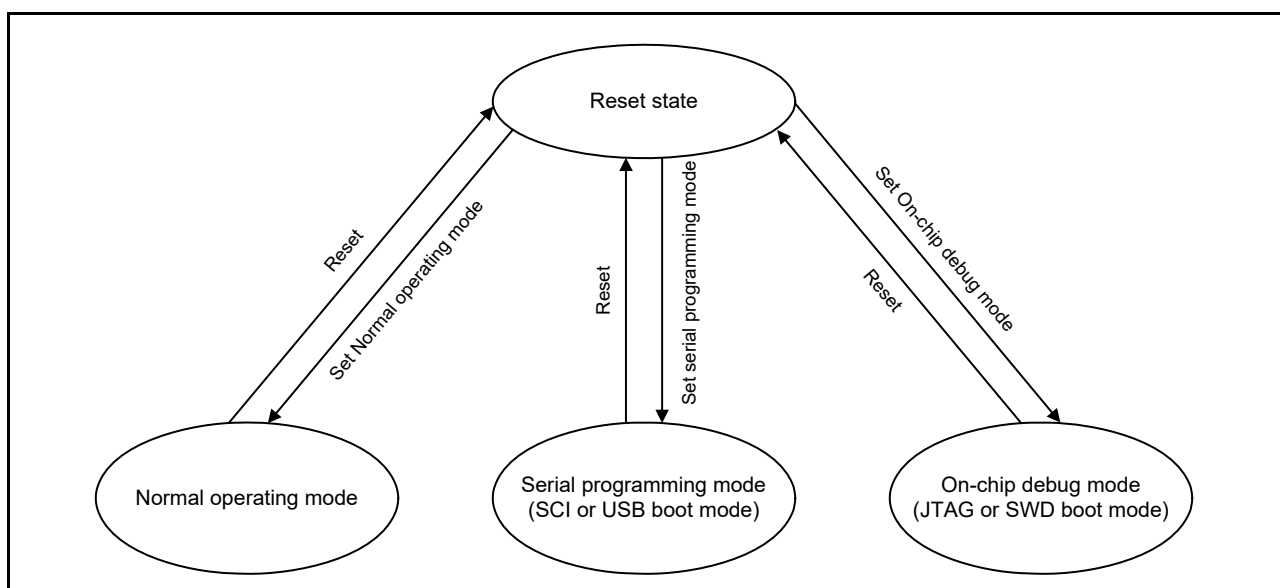 Reset state
Reset
Set Normal operating mode
Reset
Set serial programming mode
Set On-chip debug mode
Reset
Normal operating mode
Serial programming mode
(SCI or USB boot mode)
On-chip debug mode
(JTAG or SWD boot mode)